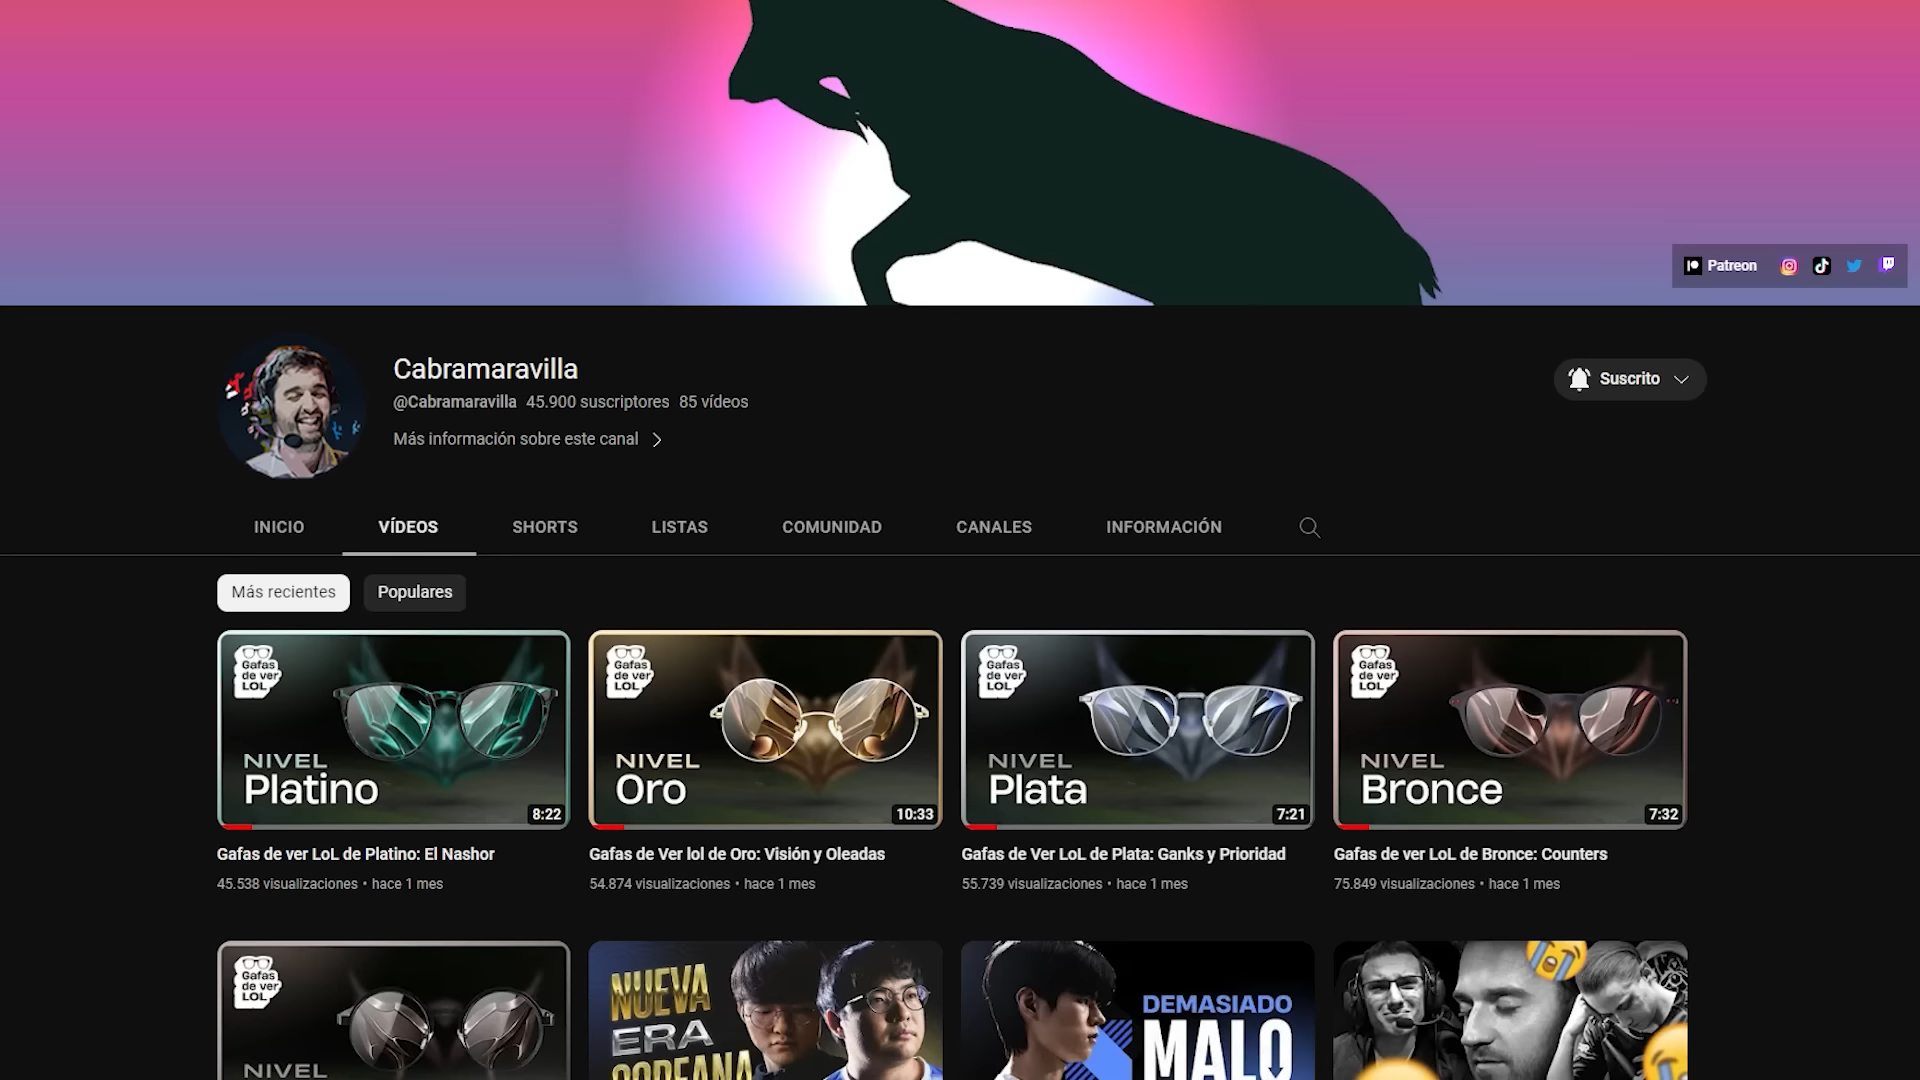 Patreon
Cabramaravilla
@Cabramaravilla 45.900 suscriptores 85 vídeos
Más información sobre este canal
Suscrito
INICIO VÍDEOS SHORTS LISTAS COMUNIDAD CANALES INFORMACIÓN
Más recientes Populares
Gafas
de ver
LOL
NIVEL
Platino
8:22
Gafas de ver LoL de Platino: El Nashor
45.538 visualizaciones • hace 1 mes
Gafas
de ver
LOL
NIVEL
Oro
10:33
Gafas de Ver lol de Oro: Visión y Oleadas
54.874 visualizaciones • hace 1 mes
Gafas
de ver
LOL
NIVEL
Plata
7:21
Gafas de Ver LoL de Plata: Ganks y Prioridad
55.739 visualizaciones • hace 1 mes
Gafas
de ver
LOL
NIVEL
Bronce
7:32
Gafas de ver LoL de Bronce: Counters
75.849 visualizaciones • hace 1 mes
Gafas
de ver
LOL
NIVEL
NUEVA
ERA
COREANA
DEMASIADO
MALO